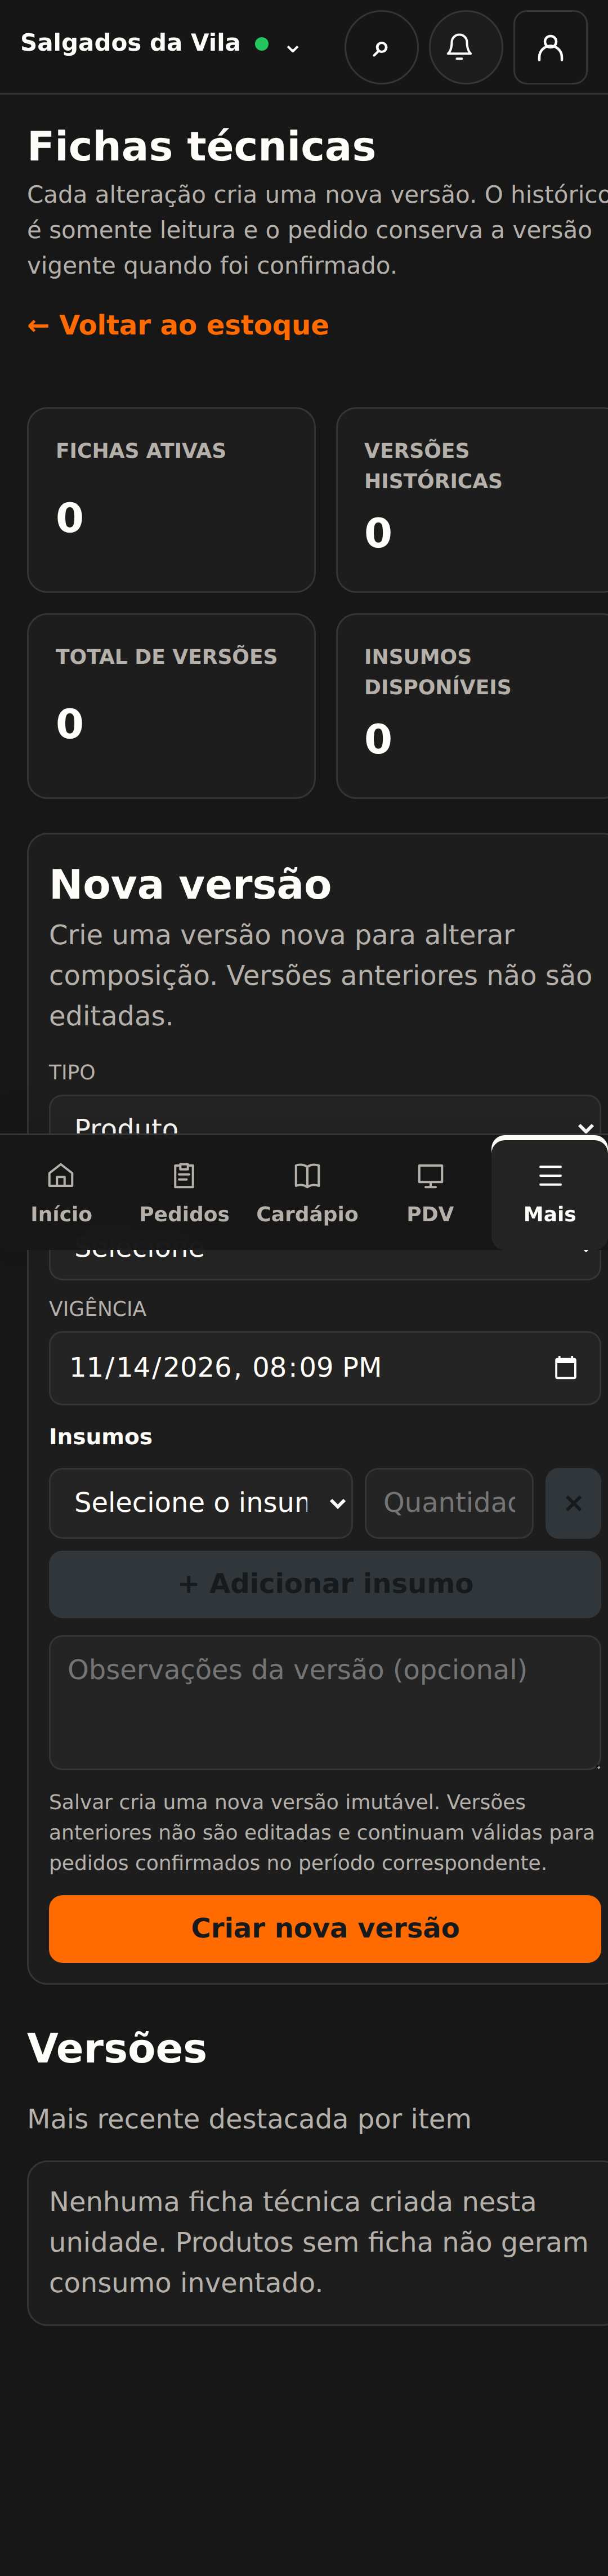 Salgados da Vila
Fichas técnicas
Cada alteração cria uma nova versão. O histórico
é somente leitura e o pedido conserva a versão
vigente quando foi confirmado.
← Voltar ao estoque
FICHAS ATIVAS
0
VERSÕES
HISTÓRICAS
0
TOTAL DE VERSÕES
0
INSUMOS
DISPONÍVEIS
0
Nova versão
Crie uma versão nova para alterar
composição. Versões anteriores não são
editadas.
TIPO
Produto
Início
Pedidos
Cardápio
PDV
Mais
Selecione
VIGÊNCIA
11/14/2026, 08:09 PM
Insumos
Selecione o insum
Quantidad
×
+ Adicionar insumo
Observações da versão (opcional)
Salvar cria uma nova versão imutável. Versões
anteriores não são editadas e continuam válidas para
pedidos confirmados no período correspondente.
Criar nova versão
Versões
Mais recente destacada por item
Nenhuma ficha técnica criada nesta
unidade. Produtos sem ficha não geram
consumo inventado.